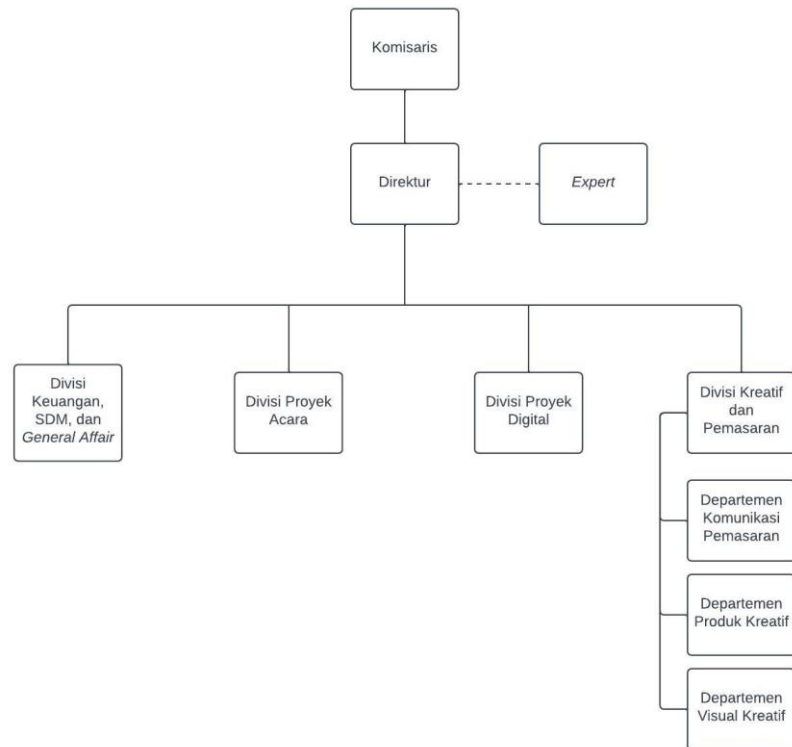 Komisaris
Direktur
Expert
Divisi
Keuangan,
SDM, dan
General Affair
Divisi Proyek
Acara
Divisi Proyek
Digital
Divisi Kreatif
dan
Pemasaran
Departemen
Komunikasi
Pemasaran
Departemen
Produk Kreatif
Departemen
Visual Kreatif